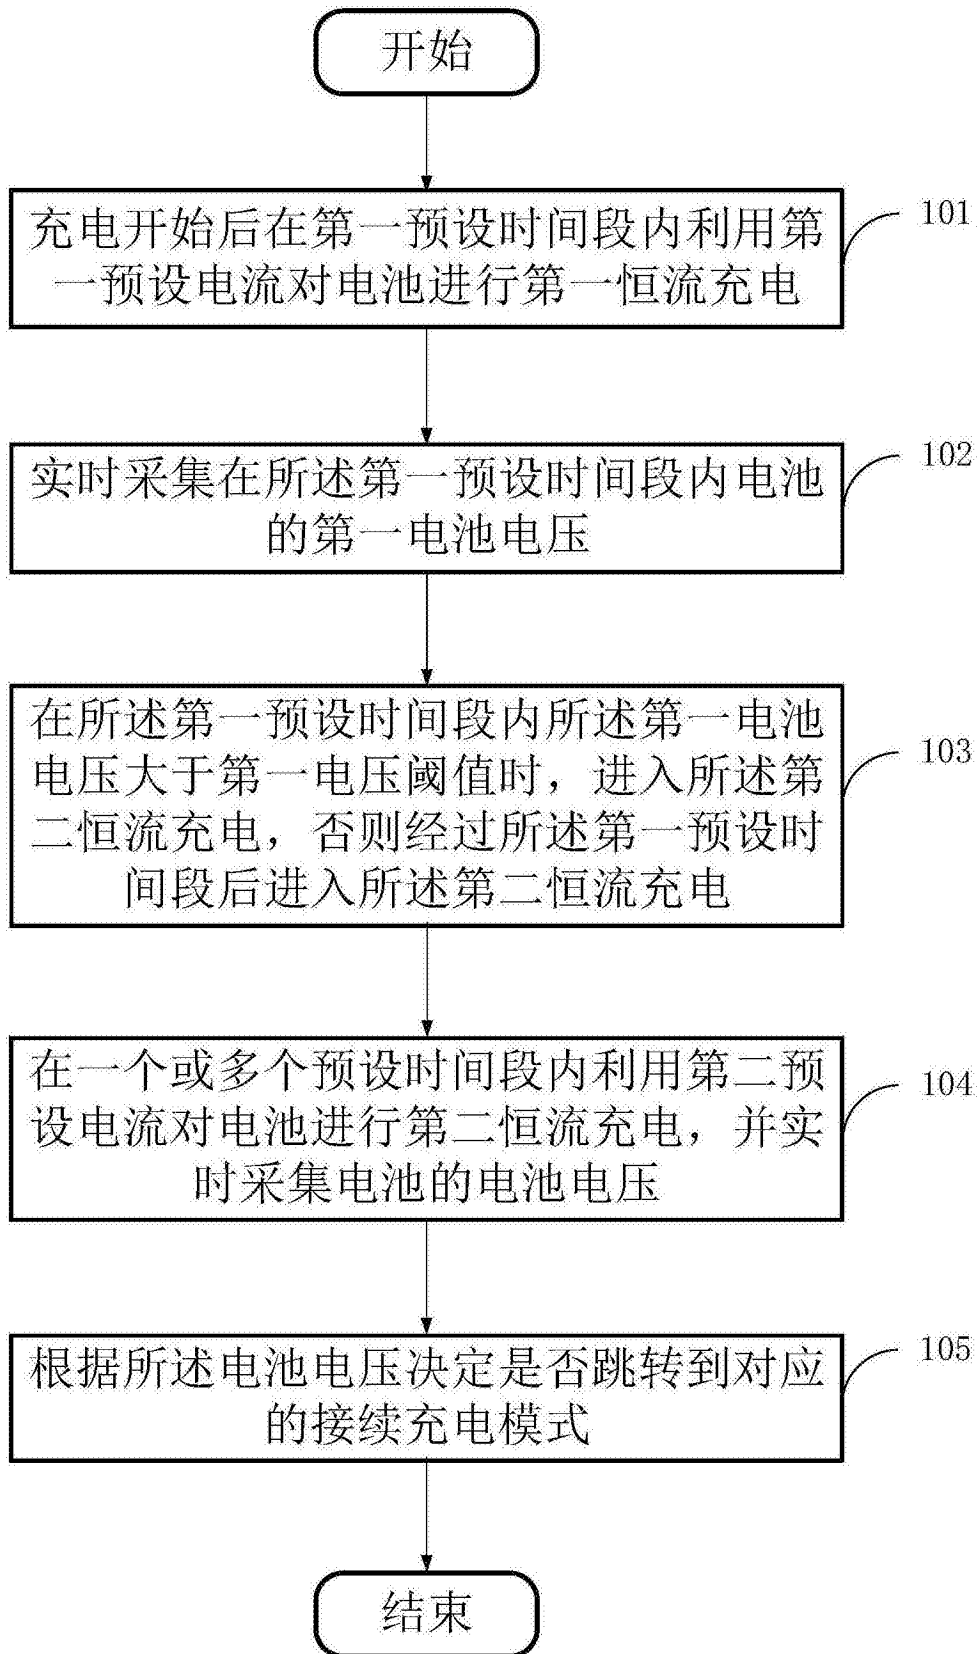 开始
充电开始后在第一预设时间段内利用第
一预设电流对电池进行第一恒流充电
101
实时采集在所述第一预设时间段内电池
的第一电池电压
102
在所述第一预设时间段内所述第一电池
电压大于第一电压阈值时，进入所述第
二恒流充电，否则经过所述第一预设时
间段后进入所述第二恒流充电
103
在一个或多个预设时间段内利用第二预
设电流对电池进行第二恒流充电，并实
时采集电池的电池电压
104
根据所述电池电压决定是否跳转到对应
的接续充电模式
105
结束